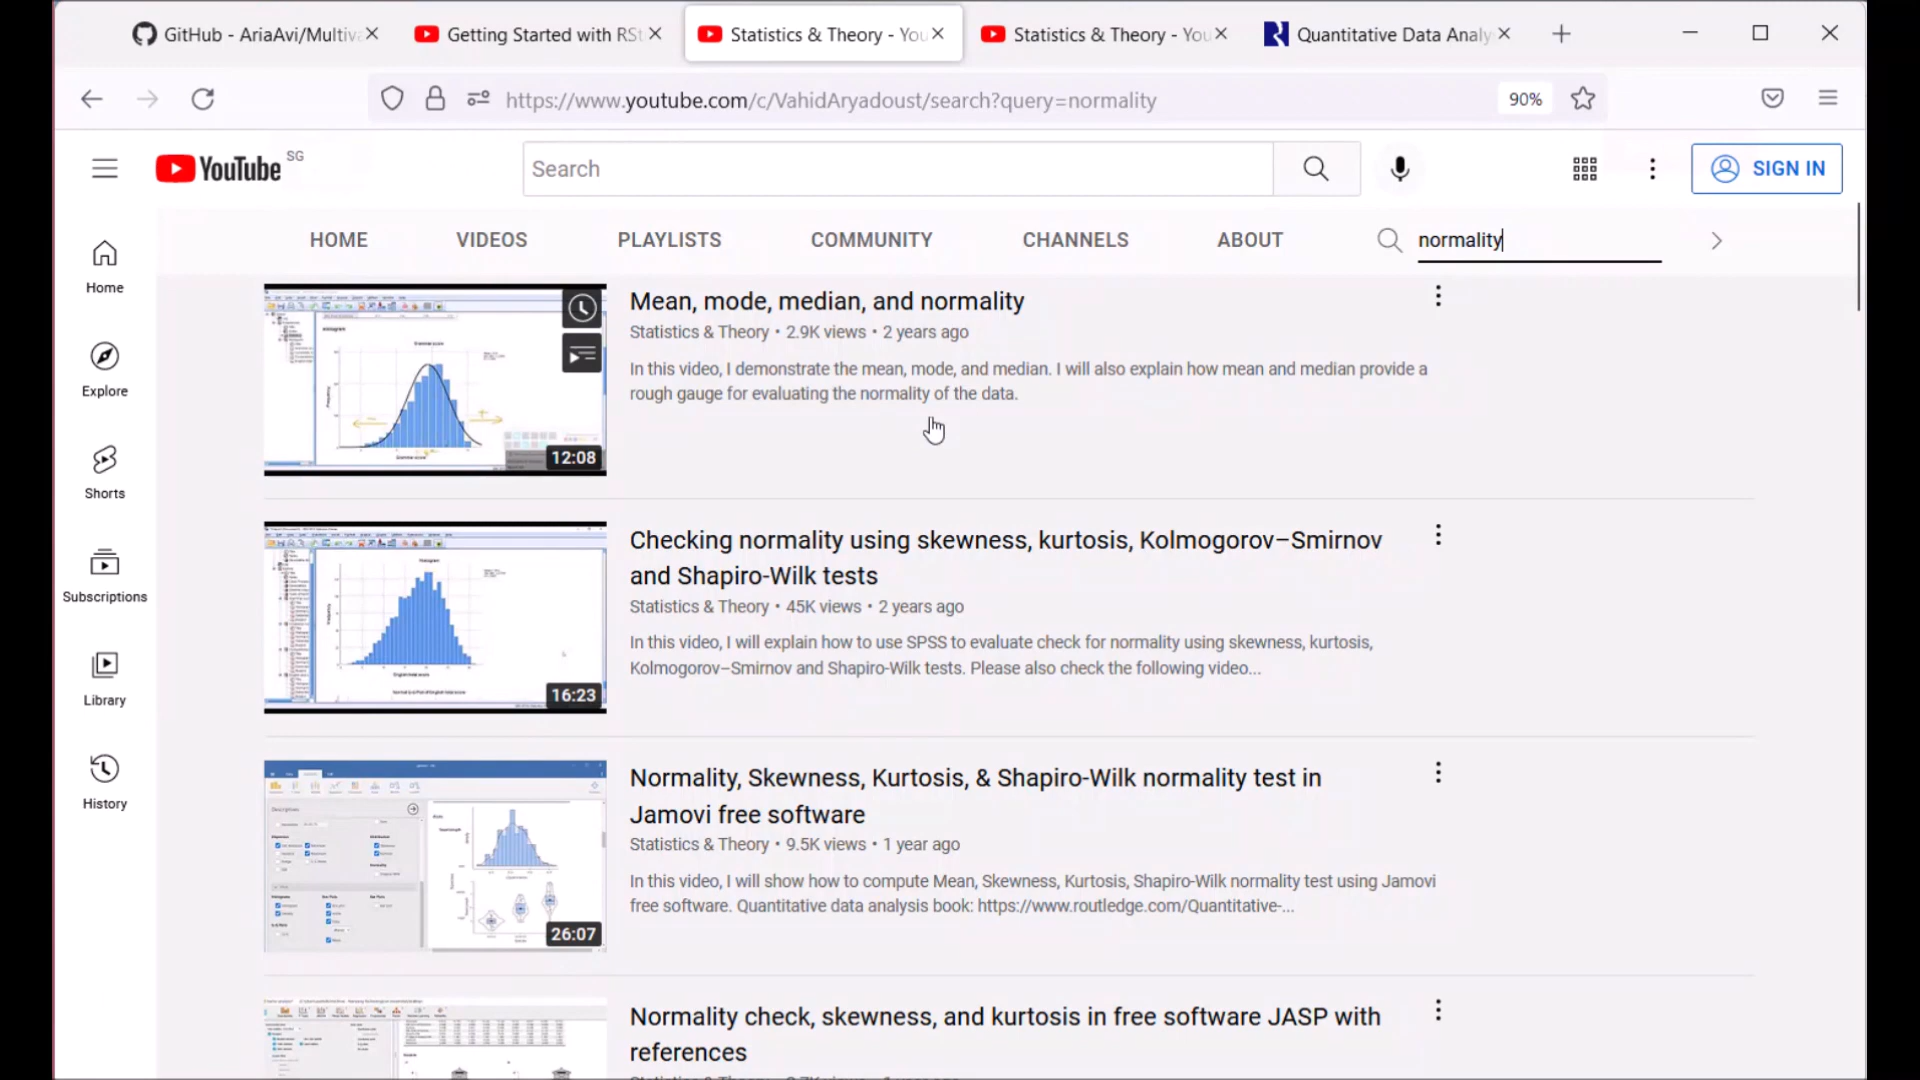 GitHub - AriaAvi/Multiva
Getting Started with RSt
Statistics & Theory - You
Statistics & Theory - You
Quantitative Data Analy
https://www.youtube.com/c/VahidAryadoust/search?query=normality
90%
YouTube SG
Search
SIGN IN
HOME
VIDEOS
PLAYLISTS
COMMUNITY
CHANNELS
ABOUT
normality
Home
Explore
Shorts
Subscriptions
Library
History
12:08
Mean, mode, median, and normality
Statistics & Theory • 2.9K views • 2 years ago
In this video, I demonstrate the mean, mode, and median. I will also explain how mean and median provide a
rough gauge for evaluating the normality of the data.
16:23
Checking normality using skewness, kurtosis, Kolmogorov–Smirnov
and Shapiro-Wilk tests
Statistics & Theory • 45K views • 2 years ago
In this video, I will explain how to use SPSS to evaluate check for normality using skewness, kurtosis,
Kolmogorov–Smirnov and Shapiro-Wilk tests. Please also check the following video...
26:07
Normality, Skewness, Kurtosis, & Shapiro-Wilk normality test in
Jamovi free software
Statistics & Theory • 9.5K views • 1 year ago
In this video, I will show how to compute Mean, Skewness, Kurtosis, Shapiro-Wilk normality test using Jamovi
free software. Quantitative data analysis book: https://www.routledge.com/Quantitative-...
Normality check, skewness, and kurtosis in free software JASP with
references